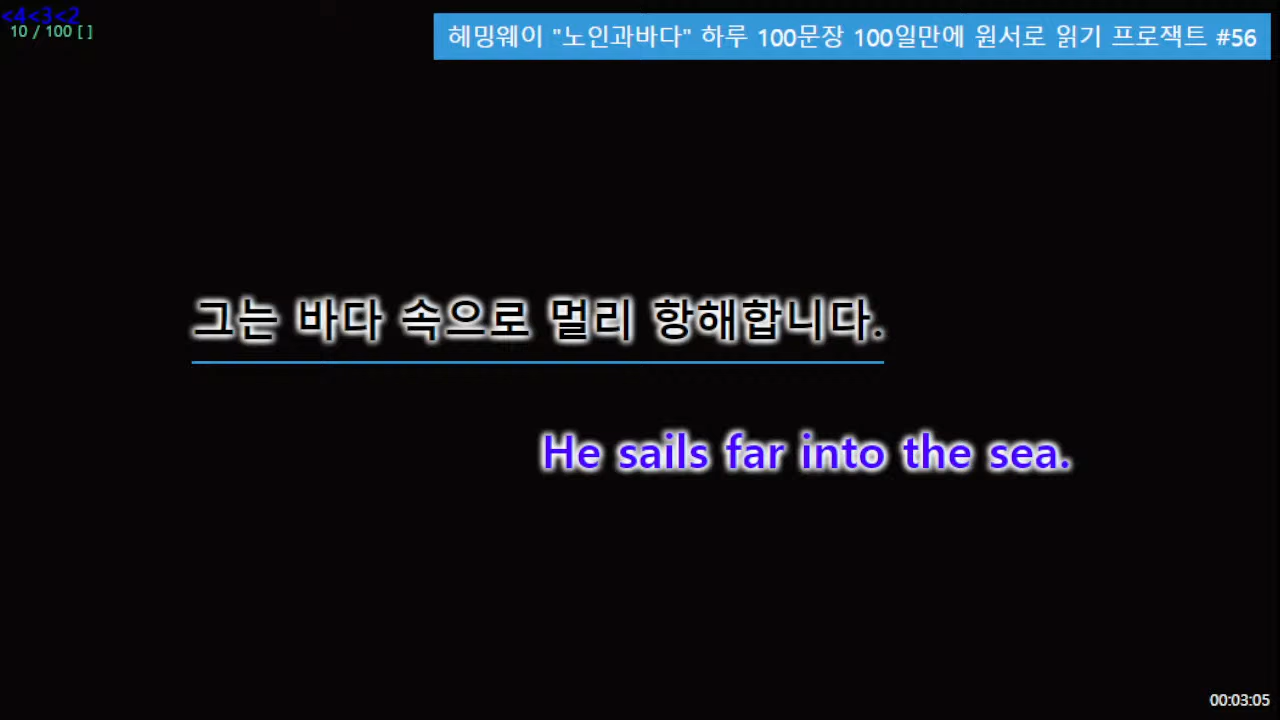 <4<3<2
10 / 100 [ ]
헤밍웨이 "노인과바다" 하루 100문장 100일만에 원서로 읽기 프로잭트 #56
그는 바다 속으로 멀리 항해합니다.
He sails far into the sea.
00:03:05